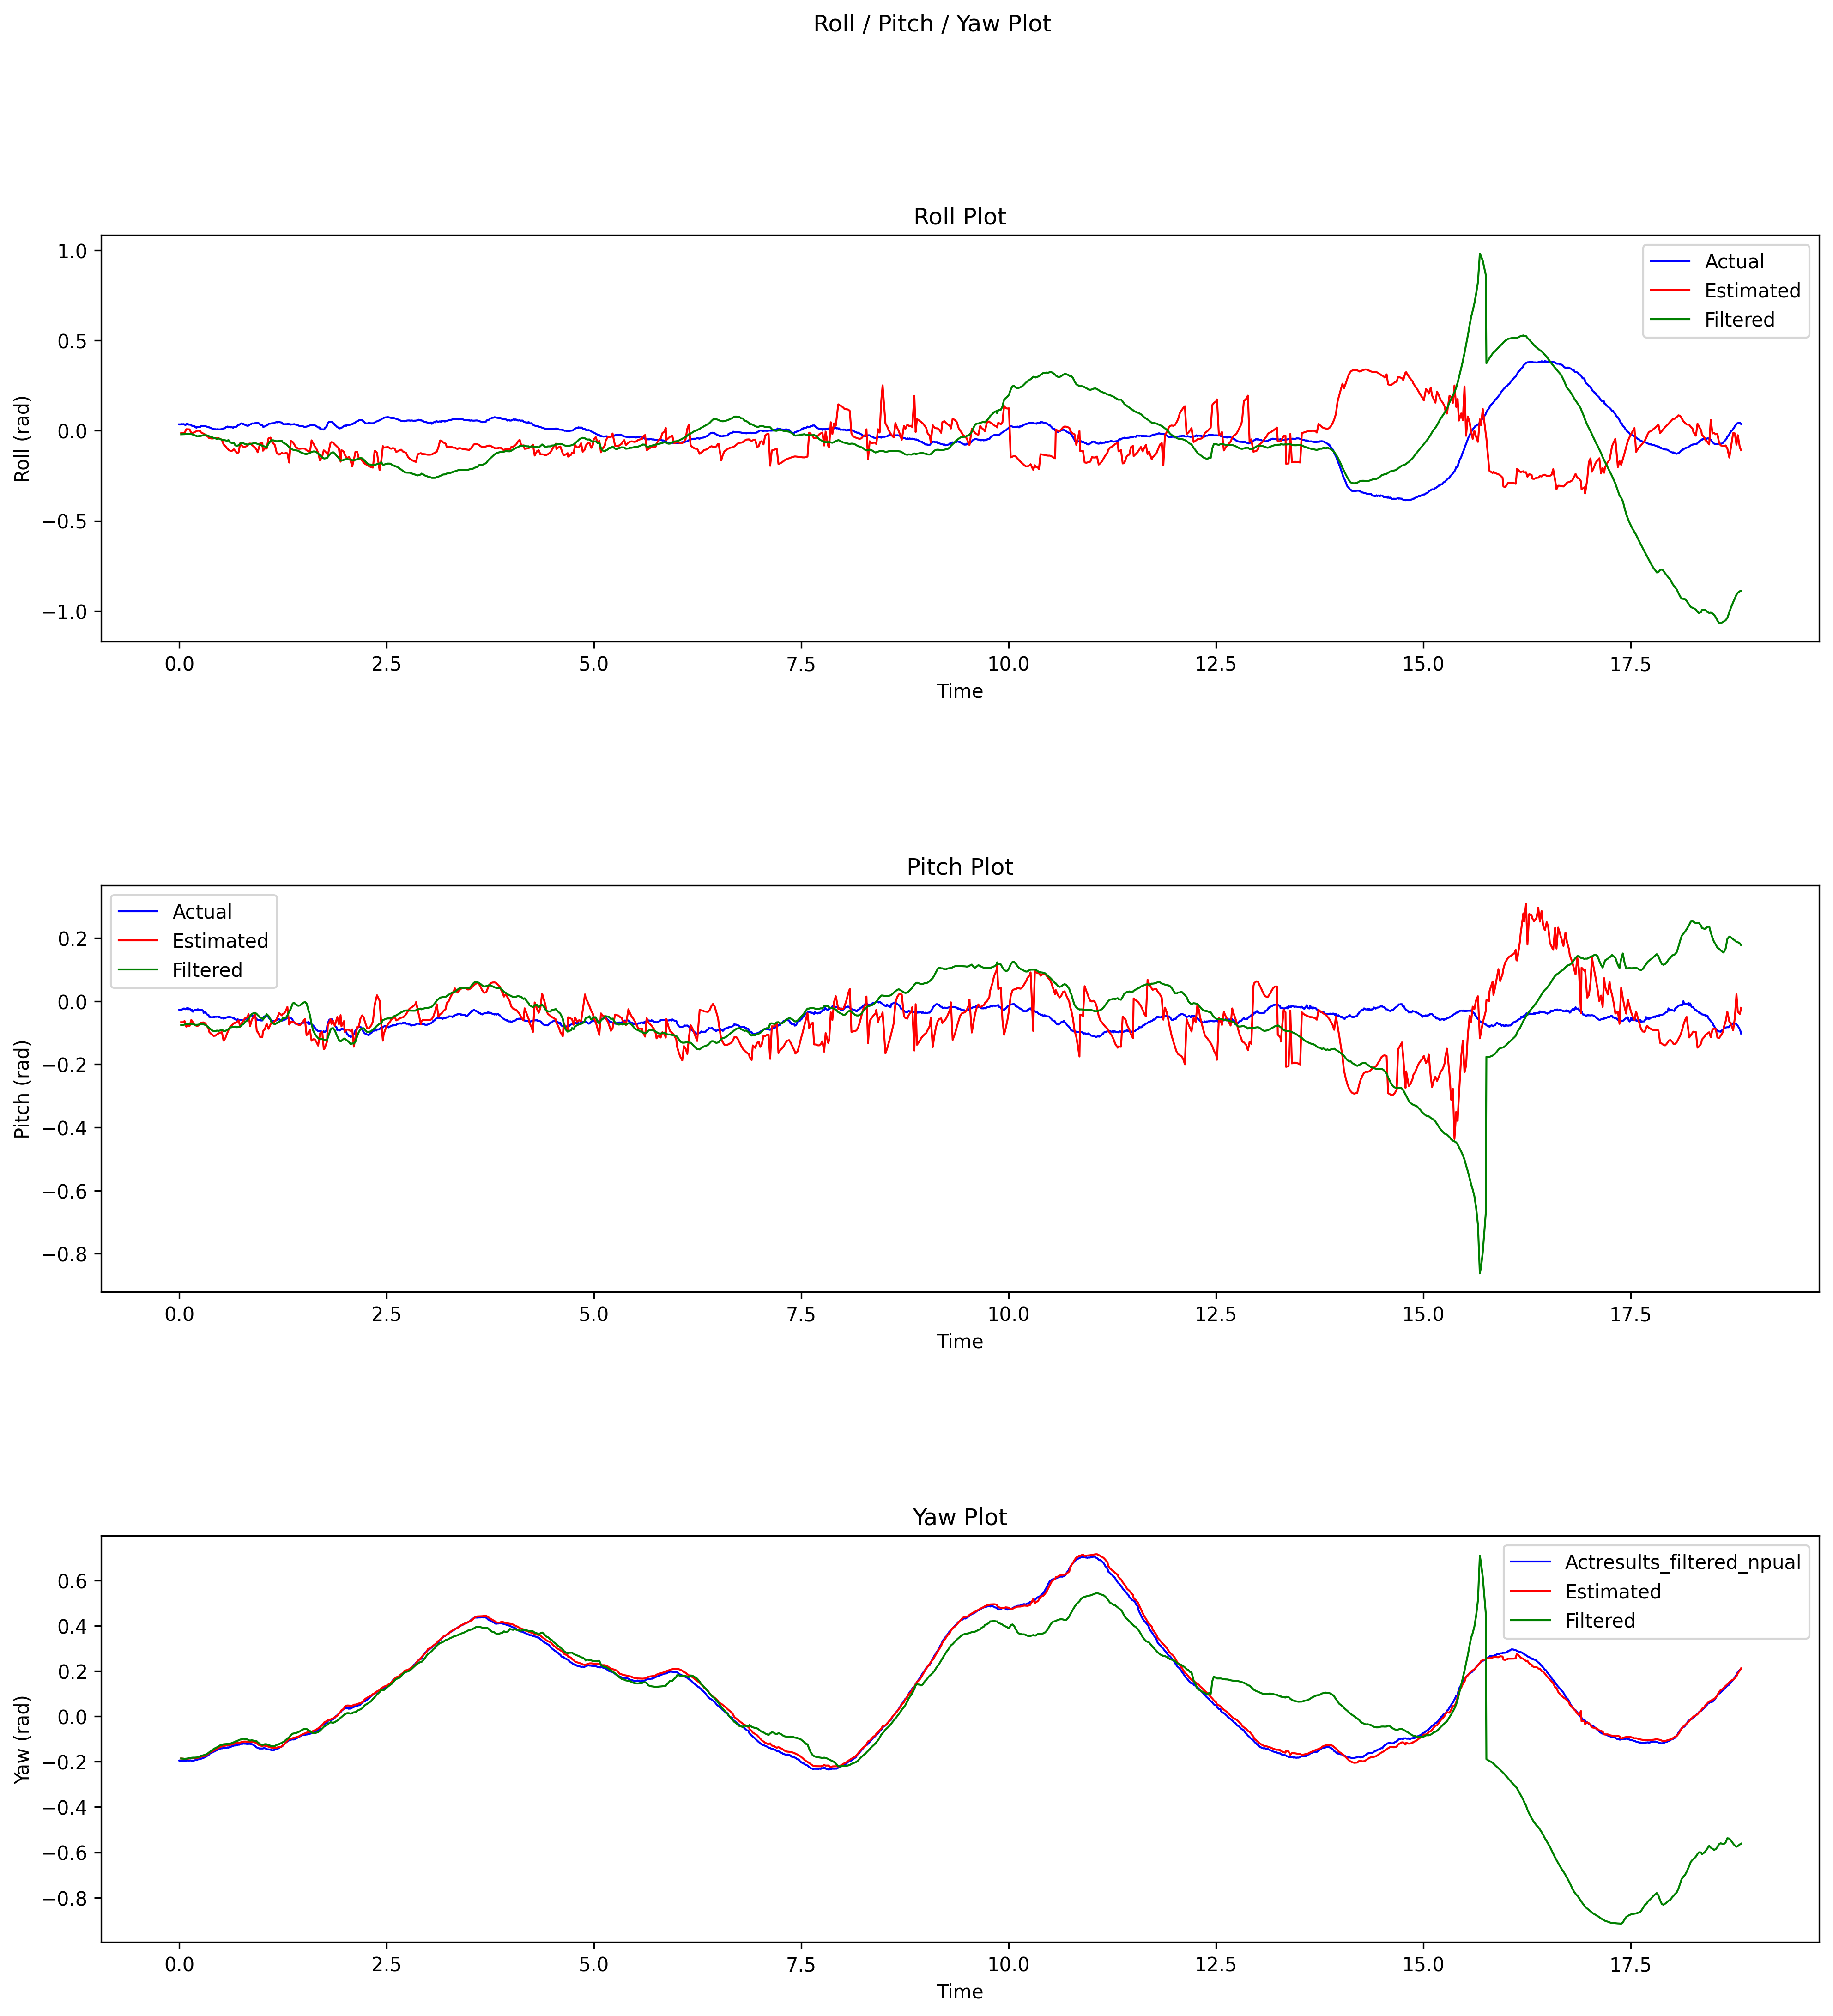 Roll / Pitch / Yaw Plot
Roll Plot
1.0
0.5
0.0
−0.5
−1.0
Roll (rad)
Actual
Estimated
Filtered
0.0 2.5 5.0 7.5 10.0 12.5 15.0 17.5
Time
Pitch Plot
0.2
0.0
−0.2
−0.4
−0.6
−0.8
Pitch (rad)
Actual
Estimated
Filtered
0.0 2.5 5.0 7.5 10.0 12.5 15.0 17.5
Time
Yaw Plot
0.6
0.4
0.2
0.0
−0.2
−0.4
−0.6
−0.8
Yaw (rad)
Actresults_filtered_npual
Estimated
Filtered
0.0 2.5 5.0 7.5 10.0 12.5 15.0 17.5
Time